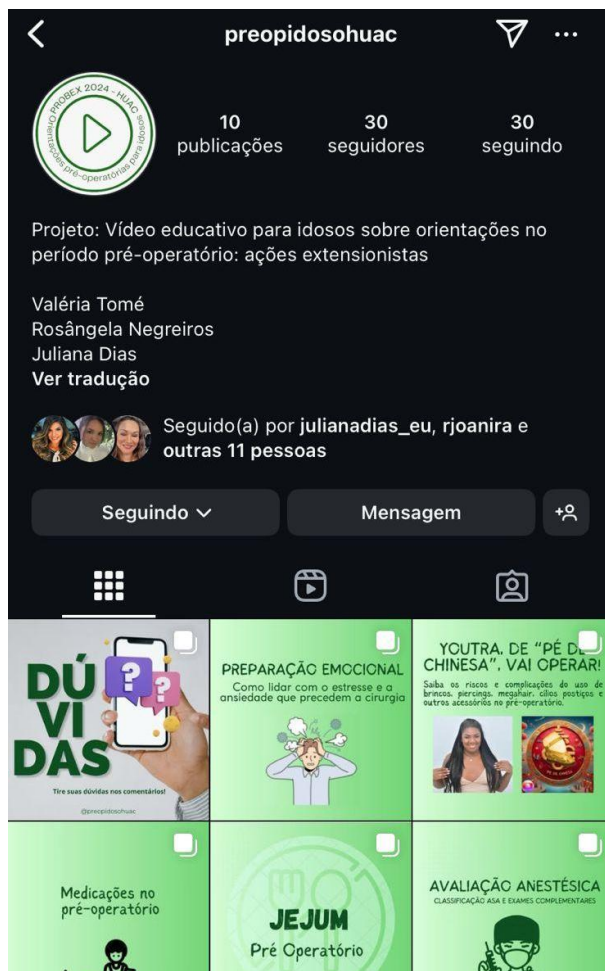 preopidosohuac
PROBEX 2024 - HUAC
Orientações pré-operatórias para idosos
10
publicações
30
seguidores
30
seguindo
Projeto: Vídeo educativo para idosos sobre orientações no
período pré-operatório: ações extensionistas
Valéria Tomé
Rosângela Negreiros
Juliana Dias
Ver tradução
Seguido(a) por julianadias_eu, rjoanira e
outras 11 pessoas
Seguindo
Mensagem
DÚ
VI
DAS
Tire suas dúvidas nos comentários!
@preopidosohuac
PREPARAÇÃO EMOCIONAL
Como lidar com o estresse e a
ansiedade que precedem a cirurgia
YOUTRA, DE “PÉ DE
CHINESA”, VAI OPERAR!
Saiba os riscos e complicações do uso de
brincos, piercings, megahair, cílios postiços e
outros acessórios no pré-operatório.
Medicações no
pré-operatório
JEJUM
Pré Operatório
AVALIAÇÃO ANESTÉSICA
CLASSIFICAÇÃO ASA E EXAMES COMPLEMENTARES